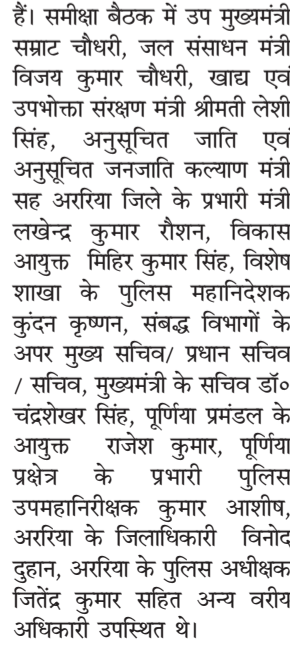 हैं। समीक्षा बैठक में उप मुख्यमंत्री
सम्राट चौधरी, जल संसाधन मंत्री
विजय कुमार चौधरी, खाद्य एवं
उपभोक्ता संरक्षण मंत्री श्रीमती लेशी
सिंह, अनुसूचित जाति एवं
अनुसूचित जनजाति कल्याण मंत्री
सह अररिया जिले के प्रभारी मंत्री
लखेन्द्र कुमार रौशन, विकास
आयुक्त मिहिर कुमार सिंह, विशेष
शाखा के पुलिस महानिदेशक
कुंदन कृष्णन, संबद्ध विभागों के
अपर मुख्य सचिव/ प्रधान सचिव
/ सचिव, मुख्यमंत्री के सचिव डॉ०
चंद्रशेखर सिंह, पूर्णिया प्रमंडल के
आयुक्त राजेश कुमार, पूर्णिया
प्रक्षेत्र के प्रभारी पुलिस
उपमहानिरीक्षक कुमार आशीष,
अररिया के जिलाधिकारी विनोद
दुहान, अररिया के पुलिस अधीक्षक
जितेंद्र कुमार सहित अन्य वरीय
अधिकारी उपस्थित थे।